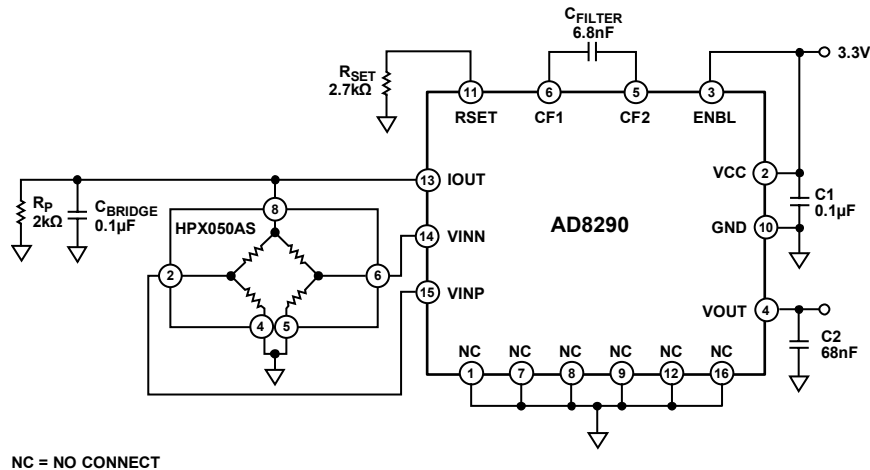 CFILTER
6.8nF
3.3V
RSET
2.7kΩ
11
6
5
3
RSET
CF1
CF2
ENBL
13
IOUT
VCC
2
RP
2kΩ
CBRIDGE
0.1µF
8
HPX050AS
C1
0.1µF
14
VINN
AD8290
GND
10
2
6
15
VINP
VOUT
4
4
5
C2
68nF
NC
NC
NC
NC
NC
NC
1
7
8
9
12
16
NC = NO CONNECT